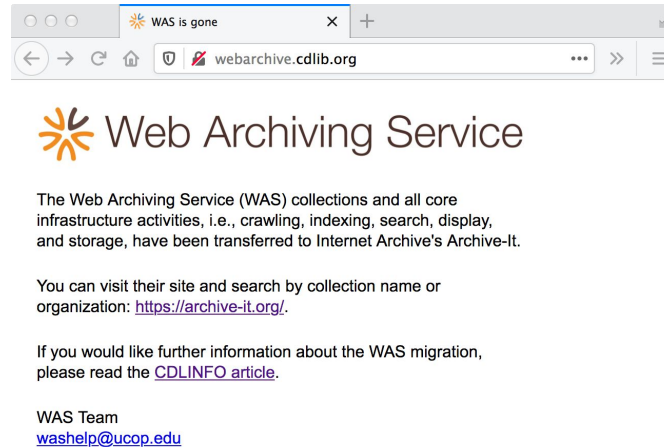 WAS is gone
webarchive.cdlib.org
Web Archiving Service
The Web Archiving Service (WAS) collections and all core
infrastructure activities, i.e., crawling, indexing, search, display,
and storage, have been transferred to Internet Archive's Archive-It.
You can visit their site and search by collection name or
organization: https://archive-it.org/.
If you would like further information about the WAS migration,
please read the CDLINFO article.
WAS Team
washelp@ucop.edu